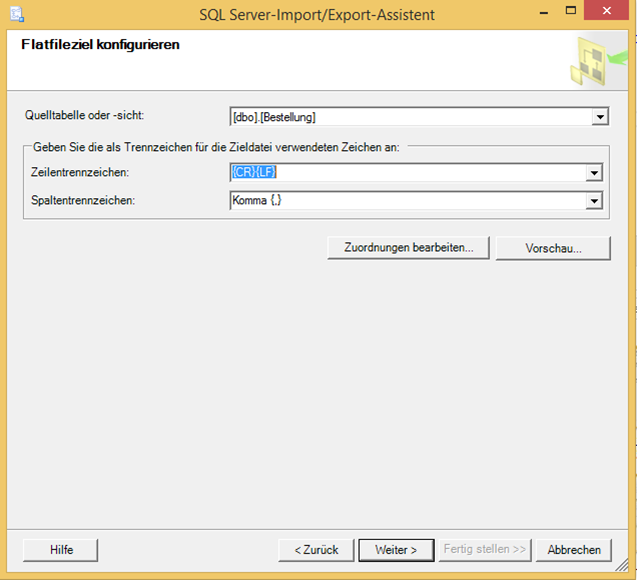 SQL Server-Import/Export-Assistent
Flatfileziel konfigurieren
Quelltabelle oder -sicht:
[dbo].[Bestellung]
Geben Sie die als Trennzeichen für die Zieldatei verwendeten Zeichen an:
Zeilentrennzeichen:
{CR}{LF}
Spaltentrennzeichen:
Komma {,}
Zuordnungen bearbeiten...
Vorschau...
Hilfe
< Zurück
Weiter >
Fertig stellen >>
Abbrechen